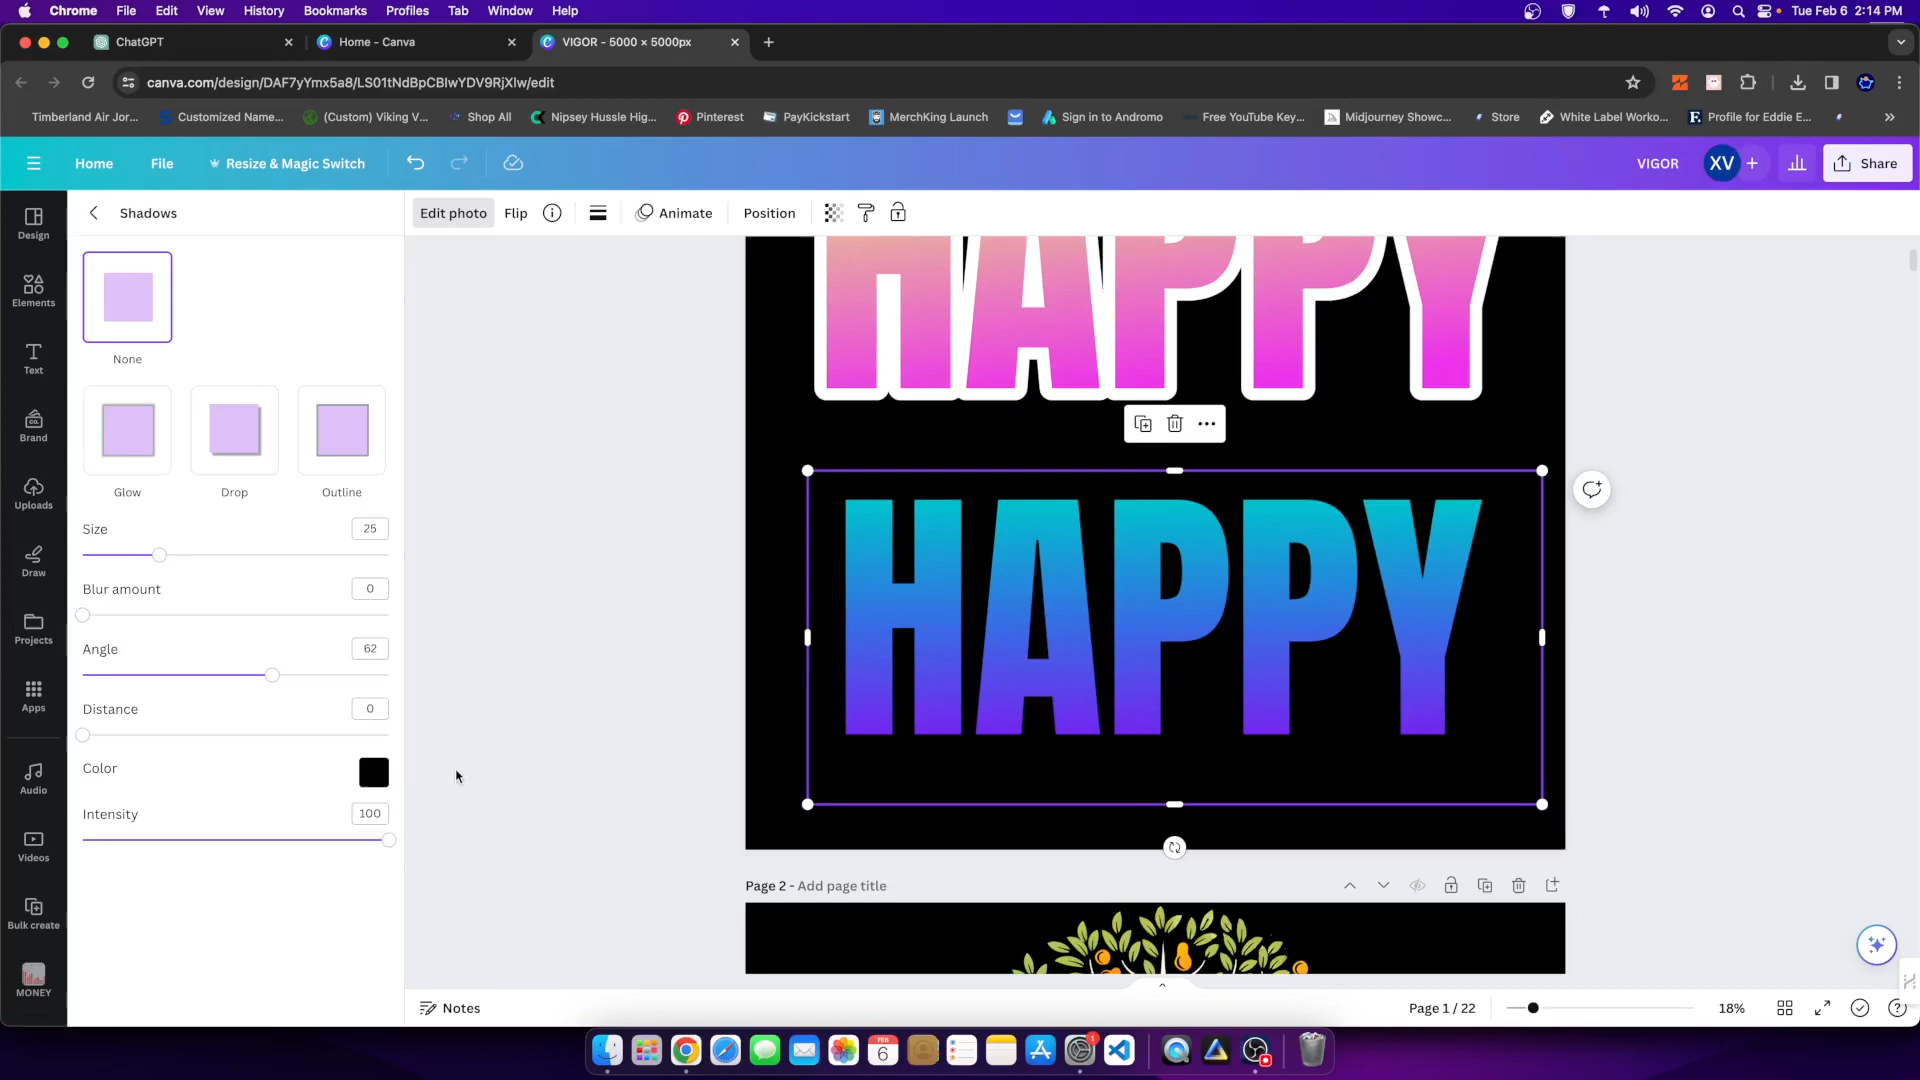 Chrome File Edit View History Bookmarks Profiles Tab Window Help Tue Feb 6 2:14 PM
ChatGPT Home - Canva VIGOR - 5000 × 5000px
canva.com/design/DAF7yYmx5a8/LS01tNdBpCBIwYDV9RjXlw/edit
Timberland Air Jor... Customized Name... (Custom) Viking V... Shop All Nipsey Hussle Hig... Pinterest PayKickstart MerchKing Launch Sign in to Andromo Free YouTube Key... Midjourney Showc... Store White Label Worko... Profile for Eddie E...
Home File Resize & Magic Switch VIGOR XV Share
Design
Elements
Text
Brand
Uploads
Draw
Projects
Apps
Audio
Videos
Bulk create
MONEY
Shadows
None
Glow Drop Outline
Size 25
Blur amount 0
Angle 62
Distance 0
Color
Intensity 100
Edit photo Flip Animate Position
HAPPY
HAPPY
Page 2 - Add page title
Notes Page 1 / 22 18%
FEB
6
1